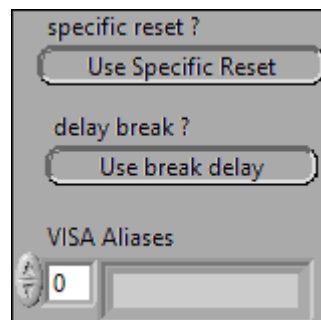 specific reset ?
Use Specific Reset
delay break ?
Use break delay
VISA Aliases
0